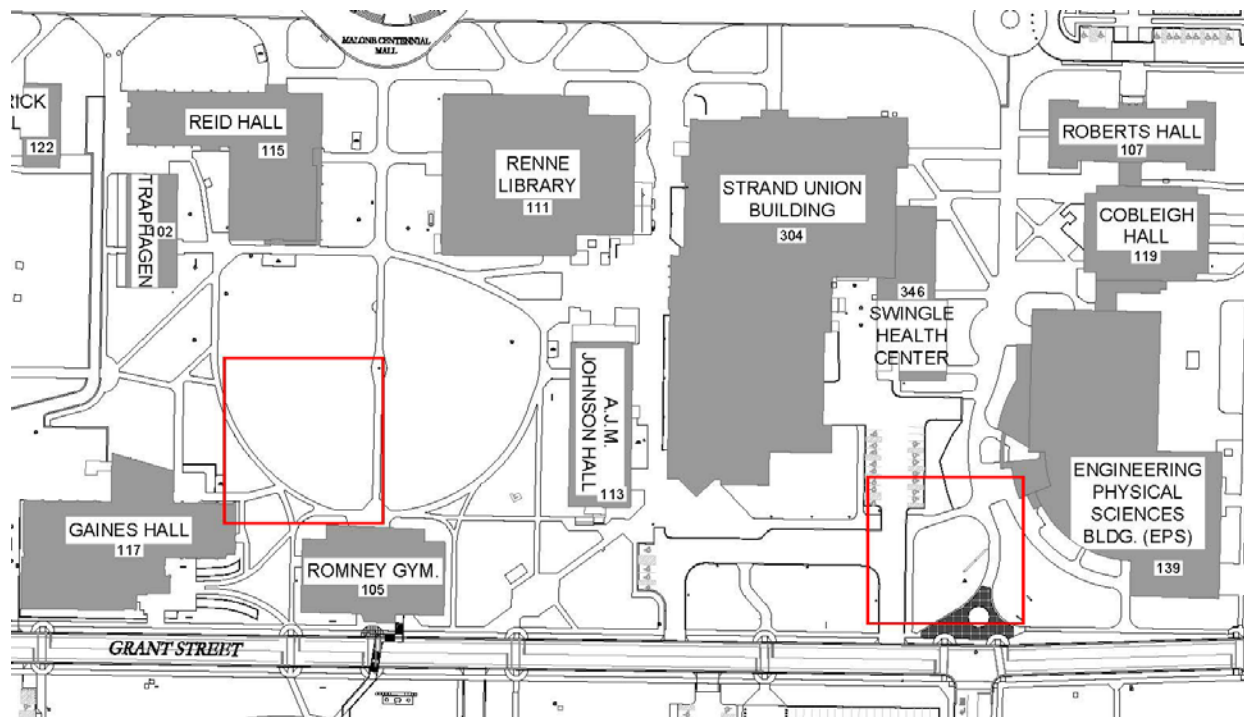 MALONE CENTENNIAL
MALL
RICK
122
REID HALL
115
TRAPHAGEN
02
RENNE
LIBRARY
111
STRAND UNION
BUILDING
304
346
SWINGLE
HEALTH
CENTER
ROBERTS HALL
107
COBLEIGH
HALL
119
A.J.M.
JOHNSON HALL
113
GAINES HALL
117
ROMNEY GYM.
105
ENGINEERING
PHYSICAL
SCIENCES
BLDG. (EPS)
139
GRANT STREET